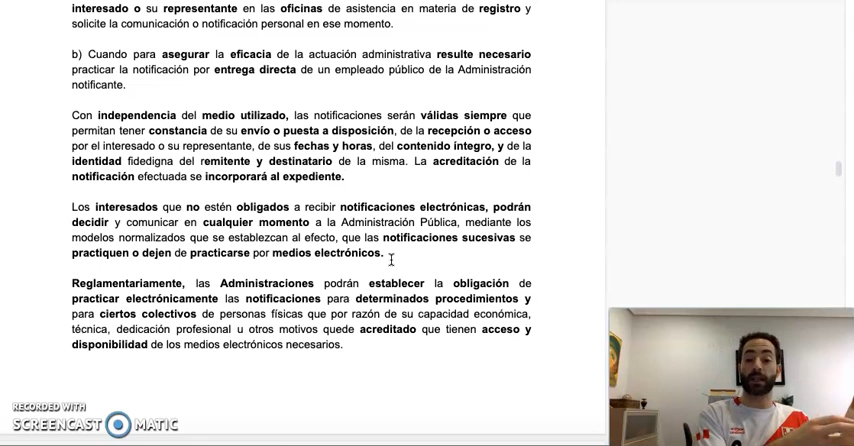 interesado o su representante en las oficinas de asistencia en materia de registro y
solicite la comunicación o notificación personal en ese momento.
b) Cuando para asegurar la eficacia de la actuación administrativa resulte necesario
practicar la notificación por entrega directa de un empleado público de la Administración
notificante.
Con independencia del medio utilizado, las notificaciones serán válidas siempre que
permitan tener constancia de su envío o puesta a disposición, de la recepción o acceso
por el interesado o su representante, de sus fechas y horas, del contenido íntegro, y de la
identidad fidedigna del remitente y destinatario de la misma. La acreditación de la
notificación efectuada se incorporará al expediente.
Los interesados que no estén obligados a recibir notificaciones electrónicas, podrán
decidir y comunicar en cualquier momento a la Administración Pública, mediante los
modelos normalizados que se establezcan al efecto, que las notificaciones sucesivas se
practiquen o dejen de practicarse por medios electrónicos.
Reglamentariamente, las Administraciones podrán establecer la obligación de
practicar electrónicamente las notificaciones para determinados procedimientos y
para ciertos colectivos de personas físicas que por razón de su capacidad económica,
técnica, dedicación profesional u otros motivos quede acreditado que tienen acceso y
disponibilidad de los medios electrónicos necesarios.
RECORDED WITH
SCREENCAST MATIC